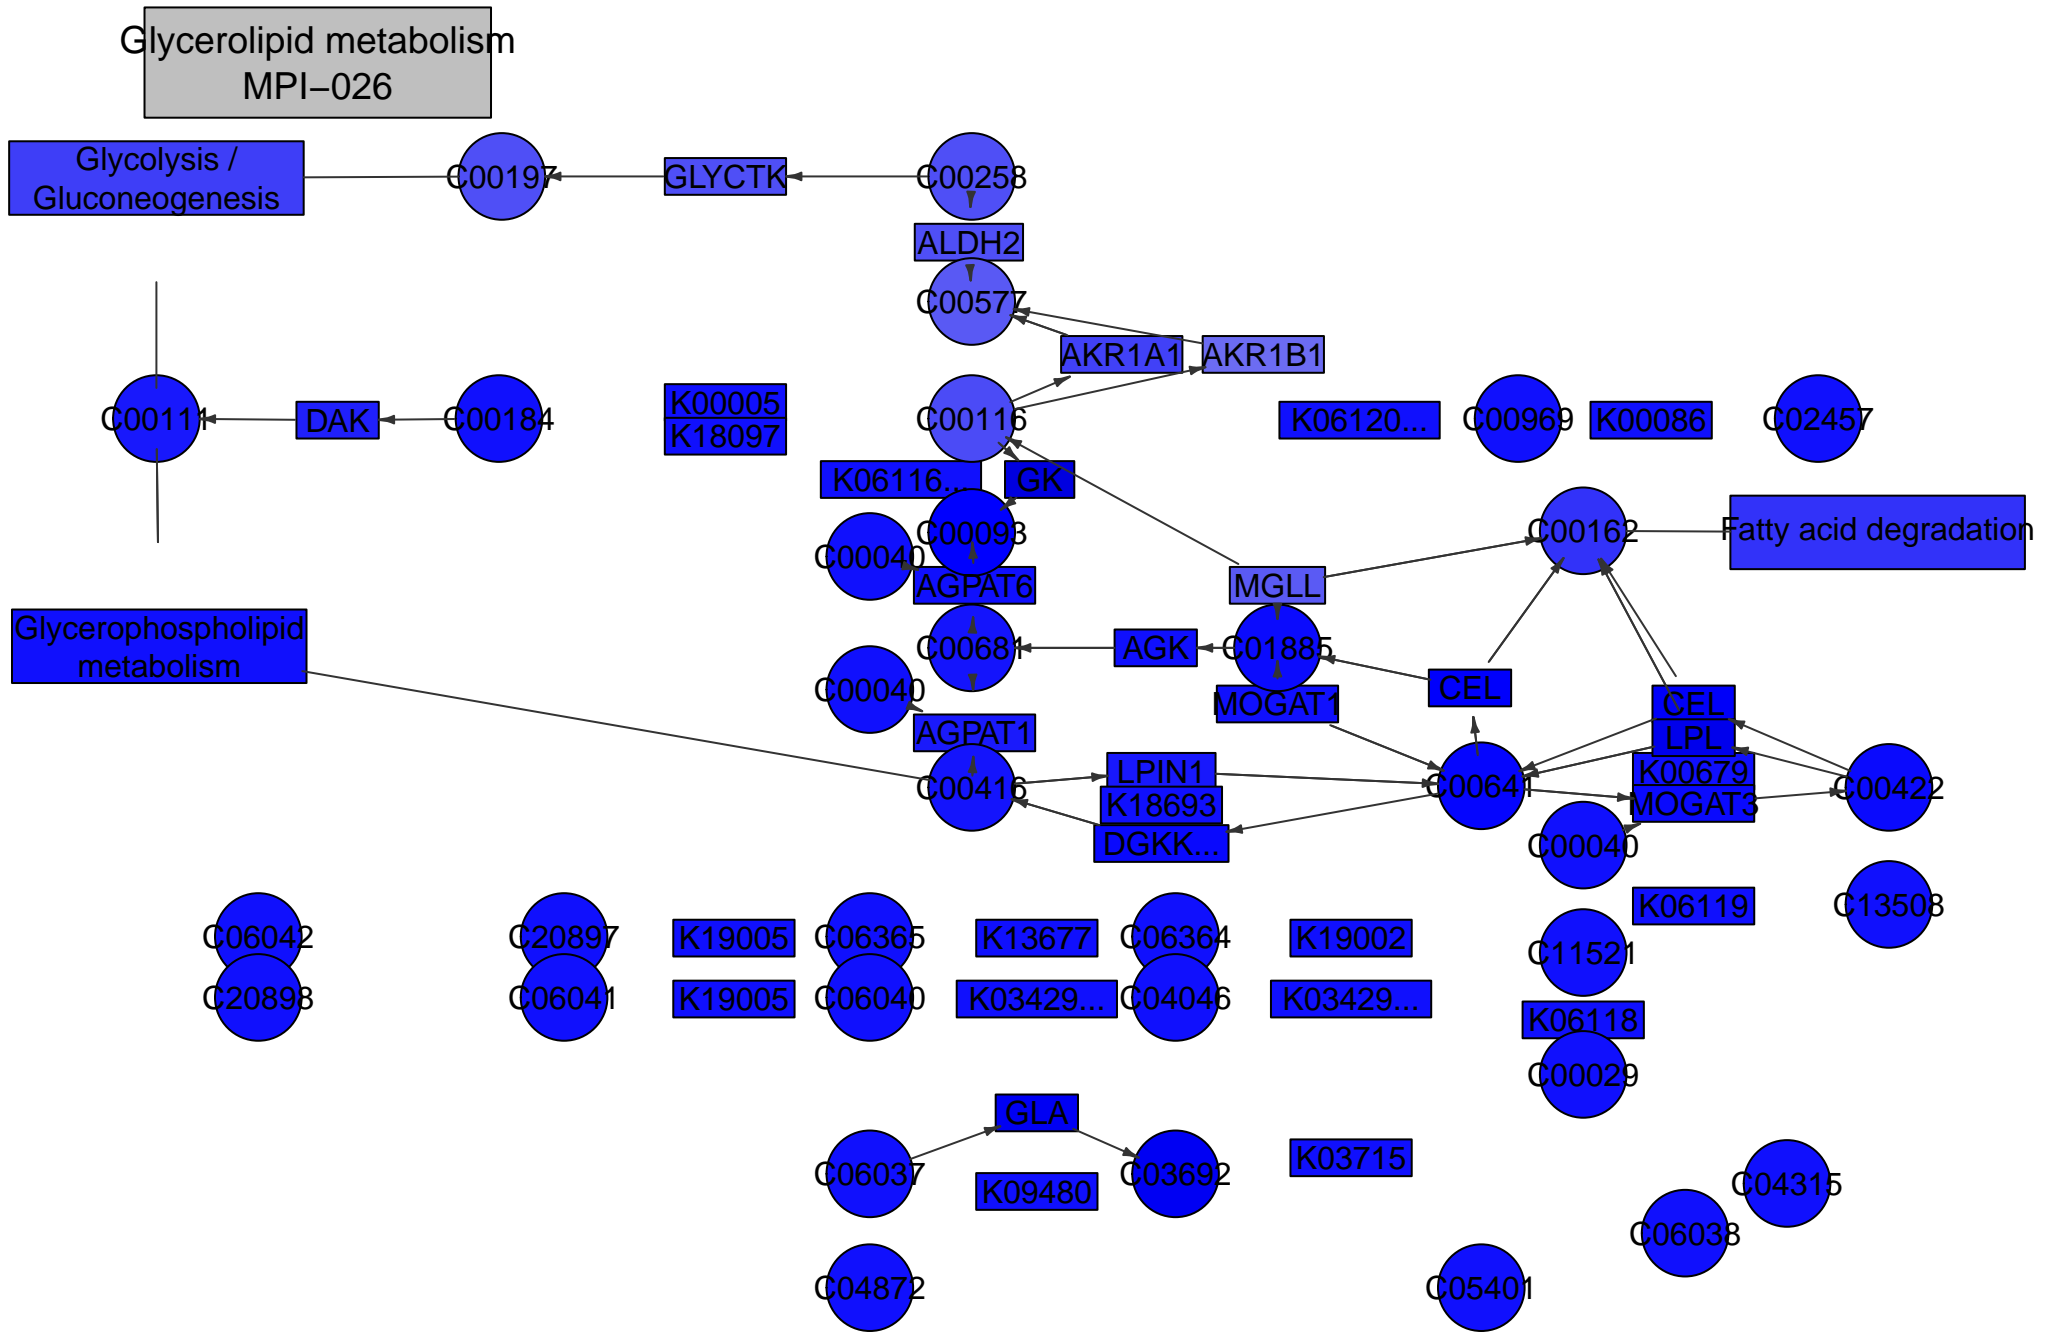 Glycerolipid metabolism
MPI−026
Glycolysis /
Gluconeogenesis
C00197
GLYCTK
C00258
ALDH2
C00577
AKR1A1
AKR1B1
C00111
DAK
C00184
K00005
K18097
C00116
K06120...
C00969
K00086
C02457
K06116...
GK
C00093
C00162
Fatty acid degradation
C00040
AGPAT6
MGLL
Glycerophospholipid
metabolism
C00681
AGK
C01885
C00040
MOGAT1
CEL
CEL
AGPAT1
LPL
C00416
LPIN1
K18693
DGKK...
C00641
K00679
MOGAT3
C00422
C00040
C06042
C20897
K19005
C06365
K13677
C06364
K19002
K06119
C13508
C11521
C20898
C06041
K19005
C06040
K03429...
C04046
K03429...
K06118
C00029
GLA
C06037
C03692
K09480
K03715
C04315
C06038
C04872
C05401